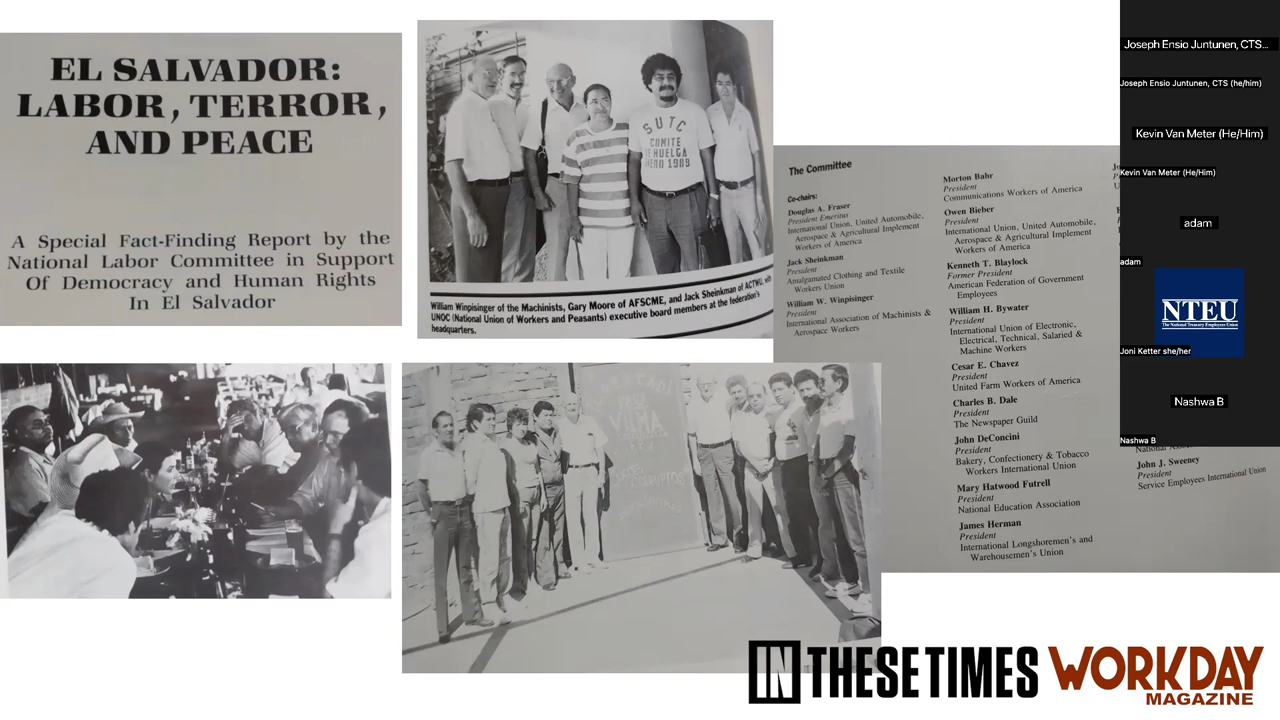 EL SALVADOR:
LABOR, TERROR,
AND PEACE
A Special Fact-Finding Report by the
National Labor Committee in Support
Of Democracy and Human Rights
In El Salvador
SUTC
COMITE
DE HUELGA
ENERO 1989
William Winpisinger of the Machinists, Gary Moore of AFSCME, and Jack Sheinkman of ACTWU, with
UNOC (National Union of Workers and Peasants) executive board members at the federation's
headquarters.
The Committee
Co-chairs:
Douglas A. Fraser
President Emeritus
International Union, United Automobile,
Aerospace & Agricultural Implement
Workers of America
Jack Sheinkman
President
Amalgamated Clothing and Textile
Workers Union
William W. Winpisinger
President
International Association of Machinists &
Aerospace Workers
Morton Bahr
President
Communications Workers of America
Owen Bieber
President
International Union, United Automobile,
Aerospace & Agricultural Implement
Workers of America
Kenneth T. Blaylock
Former President
American Federation of Government
Employees
William H. Bywater
President
International Union of Electronic,
Electrical, Technical, Salaried &
Machine Workers
Cesar E. Chavez
President
United Farm Workers of America
Charles B. Dale
President
The Newspaper Guild
John DeConcini
President
Bakery, Confectionery & Tobacco
Workers International Union
Mary Hatwood Futrell
President
National Education Association
James Herman
President
International Longshoremen's and
Warehousemen's Union
John J. Sweeney
President
Service Employees International Union
Joseph Ensio Juntunen, CTS...
Joseph Ensio Juntunen, CTS (he/him)
Kevin Van Meter (He/Him)
Kevin Van Meter (He/Him)
adam
adam
NTEU
The National Treasury Employees Union
Joni Ketter she/her
Nashwa B
Nashwa B
IN THESE TIMES
WORKDAY
MAGAZINE